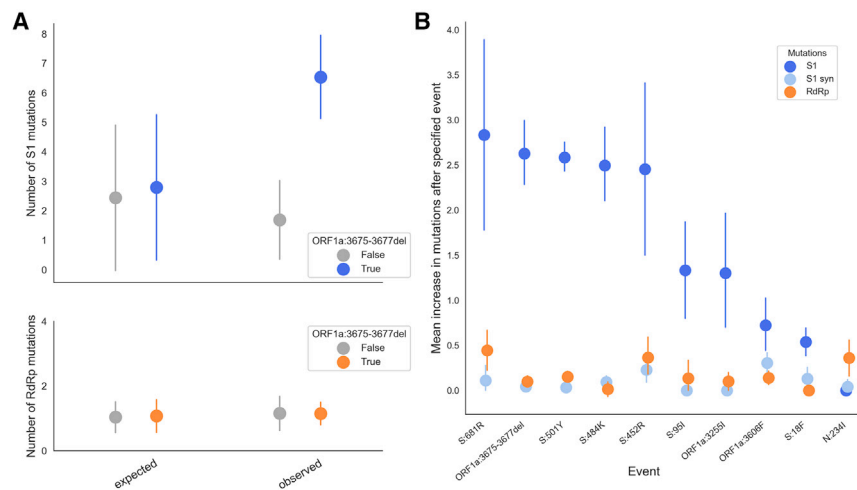 A
Number of S1 mutations
8
7
6
5
4
3
2
1
0
ORF1a:3675-3677del
False
True
Number of RdRp mutations
4
2
0
ORF1a:3675-3677del
False
True
expected
observed
B
Mean increase in mutations after specified event
4.0
3.5
3.0
2.5
2.0
1.5
1.0
0.5
0.0
Mutations
S1
S1 syn
RdRp
S:681R
ORF1a:3675-3677del
S:501Y
S:484K
S:452R
S:95I
ORF1a:3255I
ORF1a:3606F
S:18F
N:234I
Event